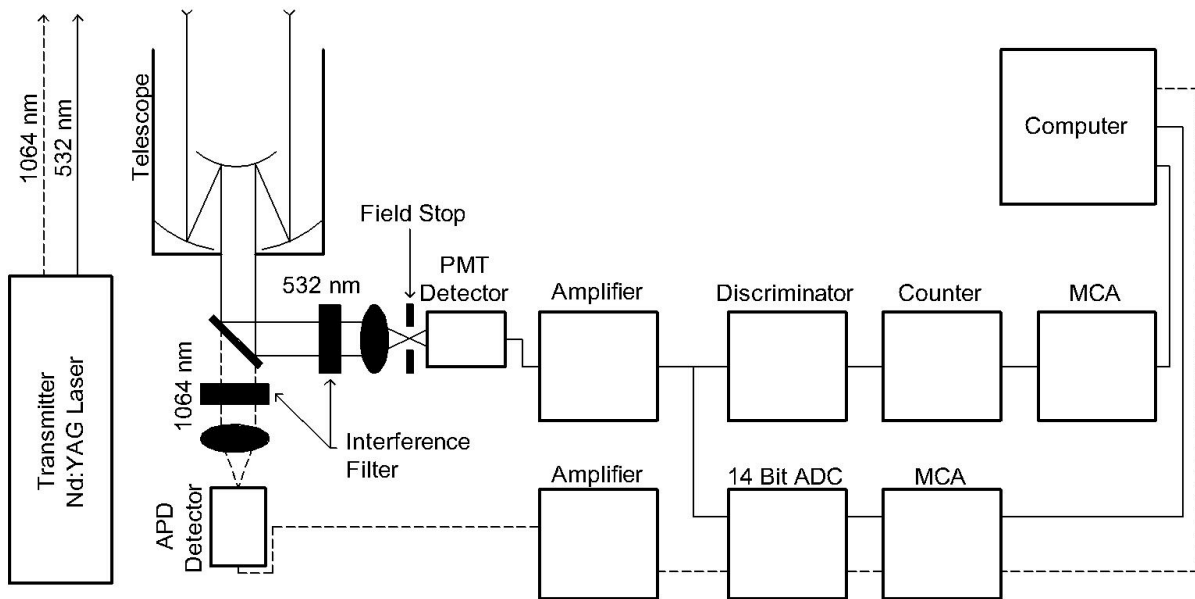 1064 nm
532 nm
Transmitter
Nd:YAG Laser
Telescope
Field Stop
532 nm
PMT
Detector
1064 nm
Interference
Filter
APD
Detector
Amplifier
Discriminator
Counter
MCA
Computer
Amplifier
14 Bit ADC
MCA